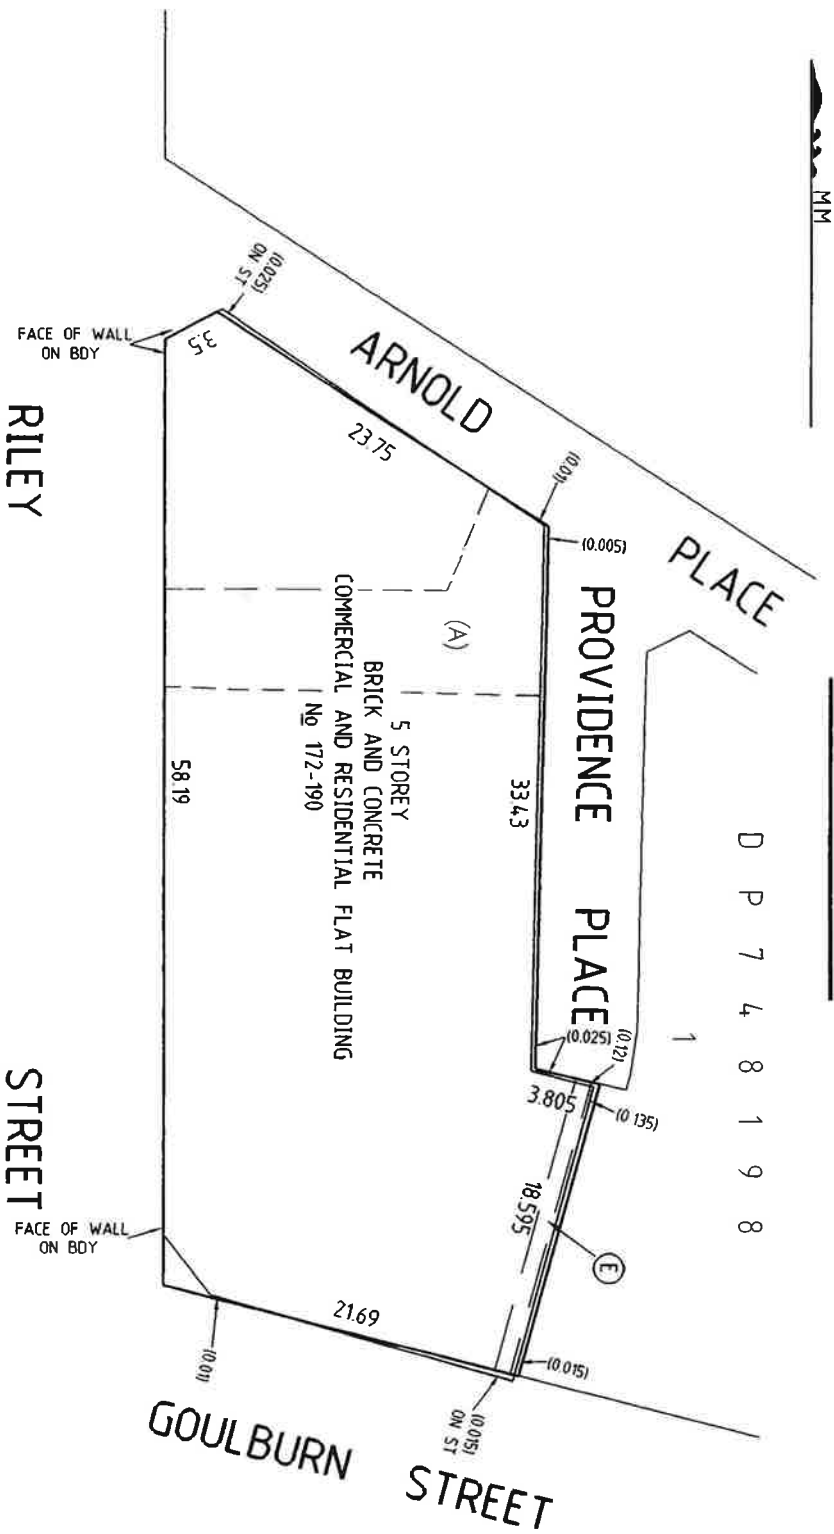 MM
ARNOLD
PLACE
(0.025)
ON ST
3.5
FACE OF WALL
ON BDY
23.75
(0.01)
(0.005)
PROVIDENCE PLACE
D P 7 4 8 1 9 8
1
(A)
5 STOREY
BRICK AND CONCRETE
COMMERCIAL AND RESIDENTIAL FLAT BUILDING
No 172-190
33.43
58.19
(0.025)
(0.12)
3.805
(0 135)
18.595
E
RILEY STREET
FACE OF WALL
ON BDY
21.69
(0.01)
(0.015)
(0.015)
ON ST
GOULBURN STREET